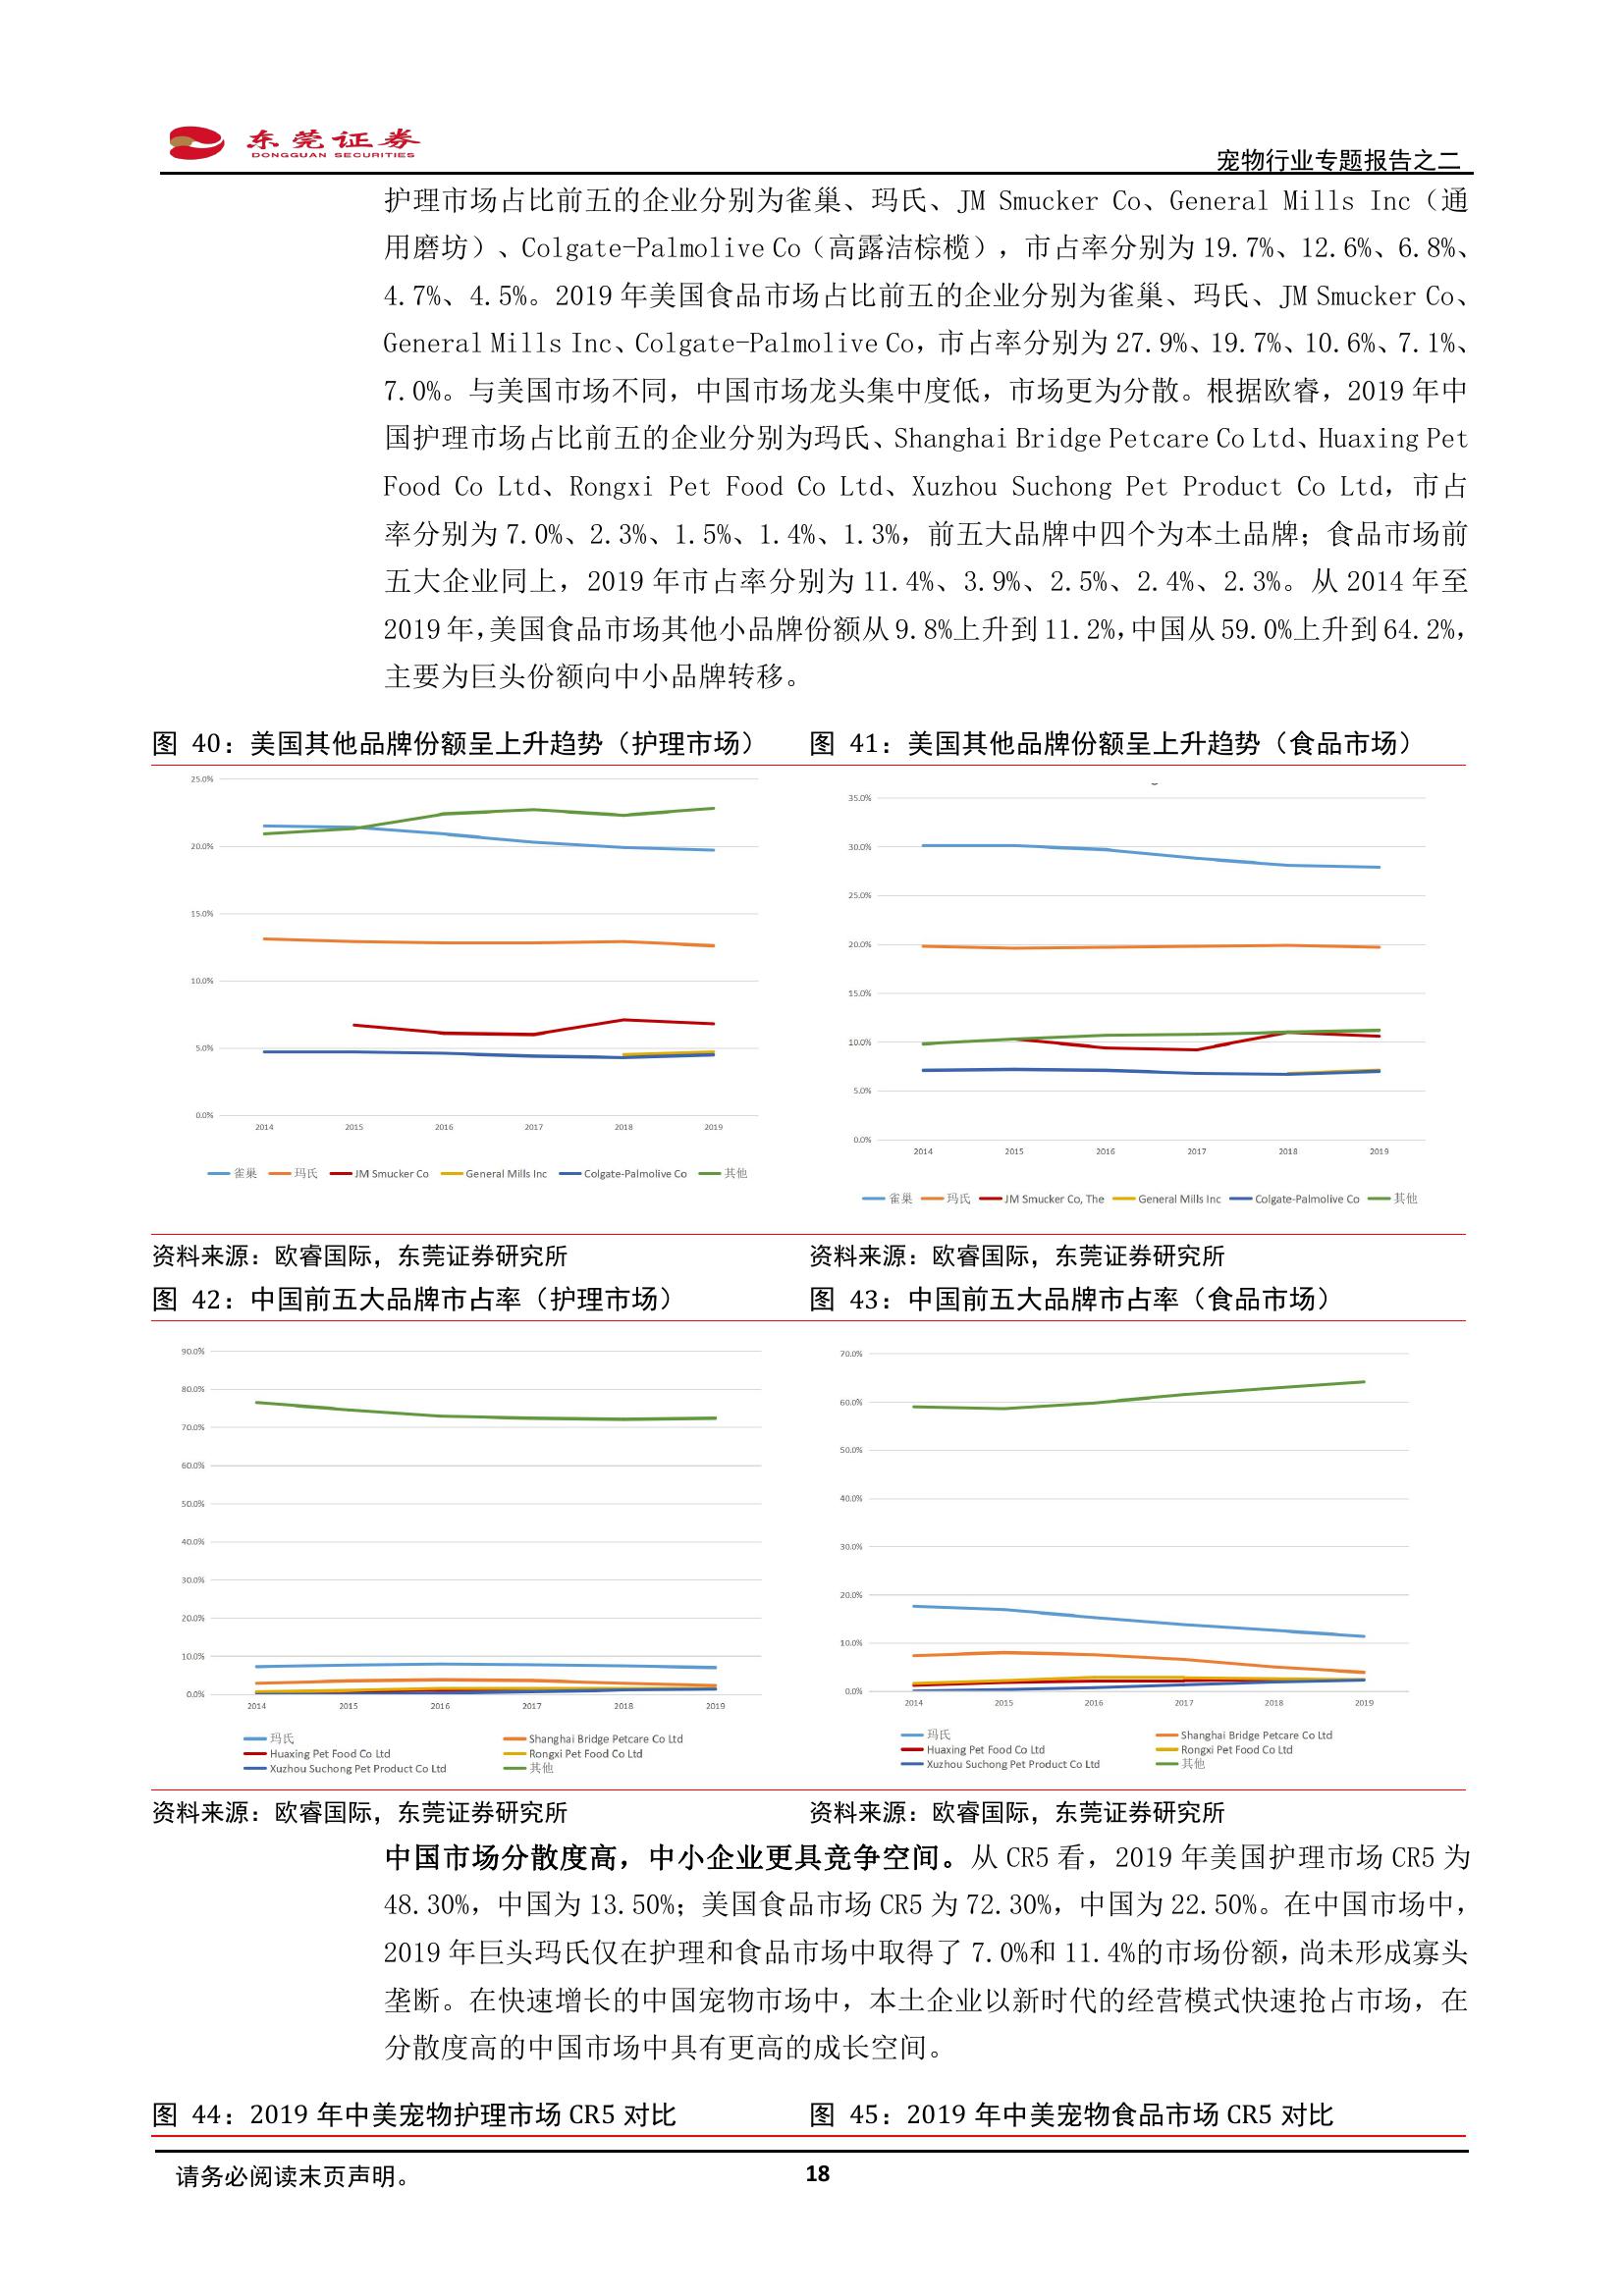 东莞证券
DONGGUAN SECURITIES
宠物行业专题报告之二
护理市场占比前五的企业分别为雀巢、玛氏、JM Smucker Co、General Mills Inc（通
用磨坊）、Colgate-Palmolive Co（高露洁棕榄），市占率分别为 19.7%、12.6%、6.8%、
4.7%、4.5%。2019 年美国食品市场占比前五的企业分别为雀巢、玛氏、JM Smucker Co、
General Mills Inc、Colgate-Palmolive Co，市占率分别为 27.9%、19.7%、10.6%、7.1%、
7.0%。与美国市场不同，中国市场龙头集中度低，市场更为分散。根据欧睿，2019 年中
国护理市场占比前五的企业分别为玛氏、Shanghai Bridge Petcare Co Ltd、Huaxing Pet
Food Co Ltd、Rongxi Pet Food Co Ltd、Xuzhou Suchong Pet Product Co Ltd，市占
率分别为 7.0%、2.3%、1.5%、1.4%、1.3%，前五大品牌中四个为本土品牌；食品市场前
五大企业同上，2019 年市占率分别为 11.4%、3.9%、2.5%、2.4%、2.3%。从 2014 年至
2019 年，美国食品市场其他小品牌份额从 9.8%上升到 11.2%，中国从 59.0%上升到 64.2%，
主要为巨头份额向中小品牌转移。
图 40：美国其他品牌份额呈上升趋势（护理市场）
25.0%
20.0%
15.0%
10.0%
5.0%
0.0%
2014 2015 2016 2017 2018 2019
雀巢 玛氏 JM Smucker Co General Mills Inc Colgate-Palmolive Co 其他
资料来源：欧睿国际，东莞证券研究所
图 41：美国其他品牌份额呈上升趋势（食品市场）
35.0%
30.0%
25.0%
20.0%
15.0%
10.0%
5.0%
0.0%
2014 2015 2016 2017 2018 2019
雀巢 玛氏 JM Smucker Co, The General Mills Inc Colgate-Palmolive Co 其他
资料来源：欧睿国际，东莞证券研究所
图 42：中国前五大品牌市占率（护理市场）
90.0%
80.0%
70.0%
60.0%
50.0%
40.0%
30.0%
20.0%
10.0%
0.0%
2014 2015 2016 2017 2018 2019
玛氏 Shanghai Bridge Petcare Co Ltd
Huaxing Pet Food Co Ltd Rongxi Pet Food Co Ltd
Xuzhou Suchong Pet Product Co Ltd 其他
资料来源：欧睿国际，东莞证券研究所
图 43：中国前五大品牌市占率（食品市场）
70.0%
60.0%
50.0%
40.0%
30.0%
20.0%
10.0%
0.0%
2014 2015 2016 2017 2018 2019
玛氏 Shanghai Bridge Petcare Co Ltd
Huaxing Pet Food Co Ltd Rongxi Pet Food Co Ltd
Xuzhou Suchong Pet Product Co Ltd 其他
资料来源：欧睿国际，东莞证券研究所
中国市场分散度高，中小企业更具竞争空间。从 CR5 看，2019 年美国护理市场 CR5 为
48.30%，中国为 13.50%；美国食品市场 CR5 为 72.30%，中国为 22.50%。在中国市场中，
2019 年巨头玛氏仅在护理和食品市场中取得了 7.0%和 11.4%的市场份额，尚未形成寡头
垄断。在快速增长的中国宠物市场中，本土企业以新时代的经营模式快速抢占市场，在
分散度高的中国市场中具有更高的成长空间。
图 44：2019 年中美宠物护理市场 CR5 对比
图 45：2019 年中美宠物食品市场 CR5 对比
请务必阅读末页声明。
18